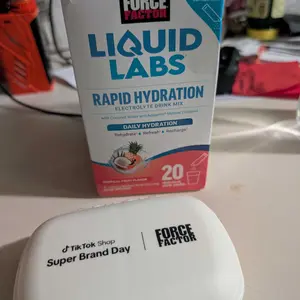 FORCE
FACTOR
LIQUID
LABS
RAPID HYDRATION
ELECTROLYTE DRINK MIX
DAILY HYDRATION
20
TikTok Shop
Super Brand Day
FORCE
FACTOR